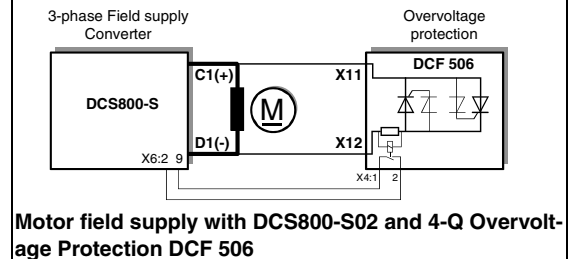 3-phase Field supply
Converter
Overvoltage
protection
DCS800-S
C1(+)
D1(-)
X6:2 9
M
X11
X12
DCF 506
X4:1 2
Motor field supply with DCS800-S02 and 4-Q Overvolt-
age Protection DCF 506